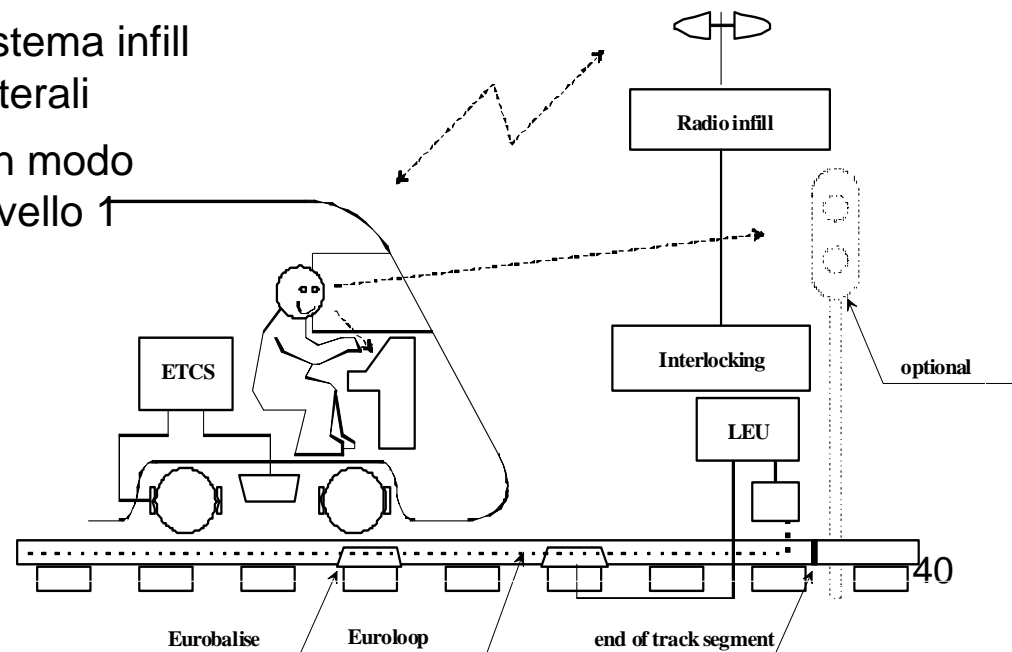 stema infill
terali
n modo
vello 1
Radio infill
Interlocking
optional
ETCS
LEU
40
Eurobalise
Euroloop
end of track segment